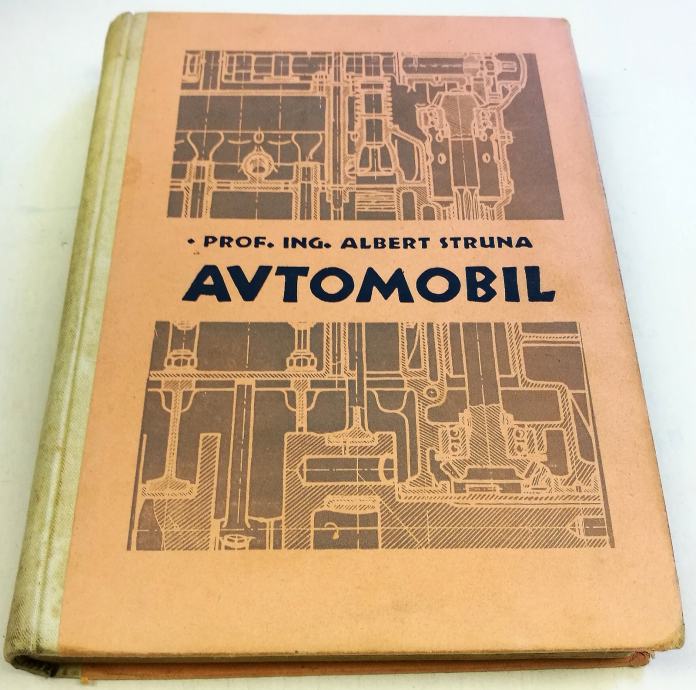 • PROF. ING. ALBERT STRUNA
AVTOMOBIL